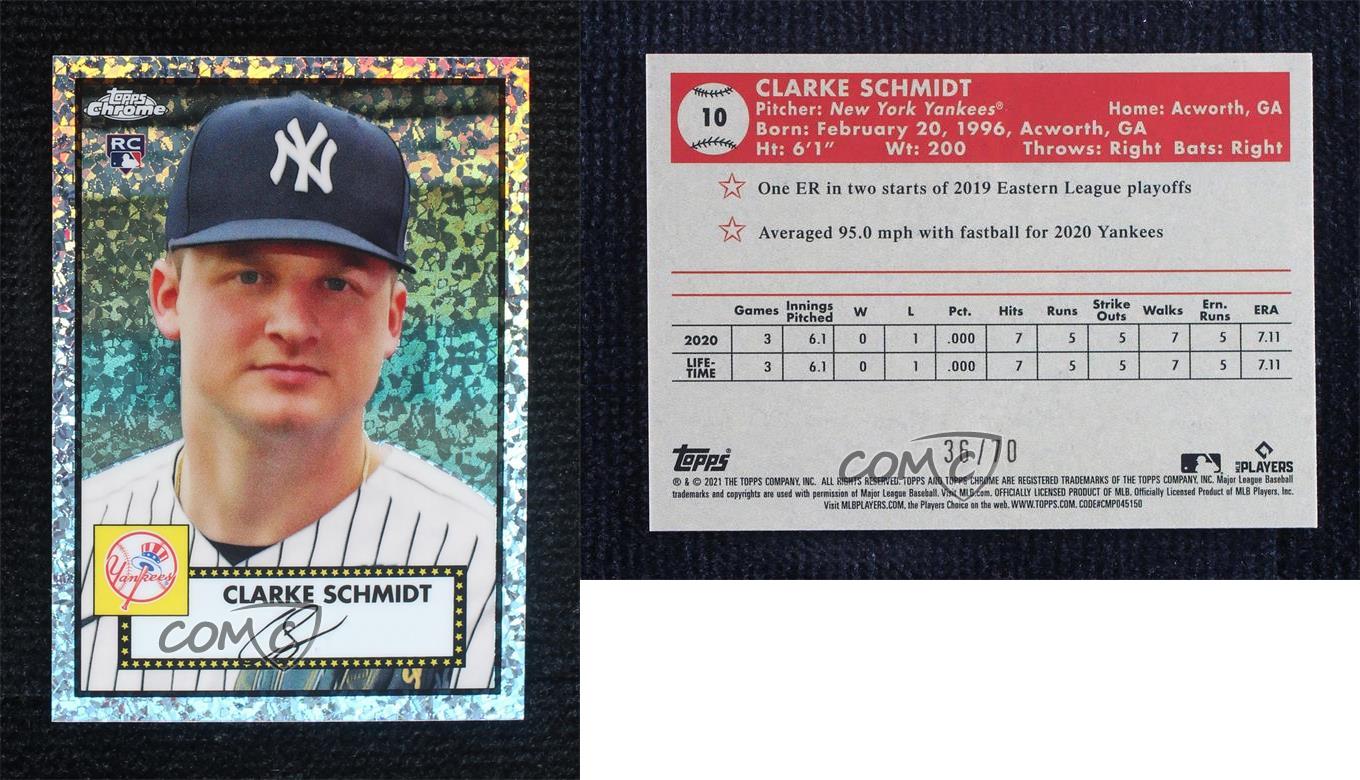 Topps
Chrome
RC
CLARKE SCHMIDT
Yankees
COMC
10
CLARKE SCHMIDT
Pitcher: New York Yankees® Home: Acworth, GA
Born: February 20, 1996, Acworth, GA
Ht: 6'1" Wt: 200 Throws: Right Bats: Right
One ER in two starts of 2019 Eastern League playoffs
Averaged 95.0 mph with fastball for 2020 Yankees
Games Innings Pitched W L Pct. Hits Runs Strike Outs Walks Ern. Runs ERA
2020 3 6.1 0 1 .000 7 5 5 7 5 7.11
LIFE-TIME 3 6.1 0 1 .000 7 5 5 7 5 7.11
36/70
COMC
Topps® MLB PLAYERS
® & © 2021 THE TOPPS COMPANY, INC. ALL RIGHTS RESERVED. TOPPS AND TOPPS CHROME ARE REGISTERED TRADEMARKS OF THE TOPPS COMPANY, INC. Major League Baseball
trademarks and copyrights are used with permission of Major League Baseball. Visit MLB.com. OFFICIALLY LICENSED PRODUCT OF MLB. Officially Licensed Product of MLB Players, Inc.
Visit MLBPLAYERS.COM, the Players Choice on the web. WWW.TOPPS.COM. CODE#CMP045150